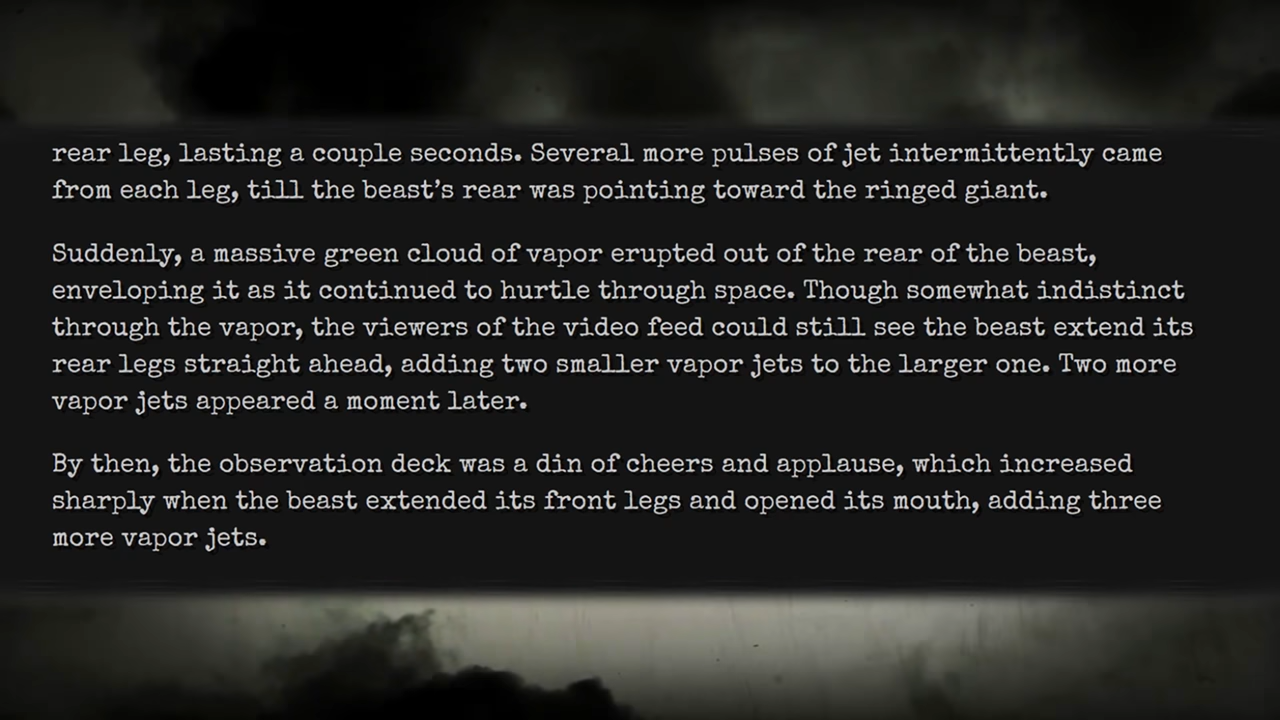 rear leg, lasting a couple seconds. Several more pulses of jet intermittently came
from each leg, till the beast’s rear was pointing toward the ringed giant.
Suddenly, a massive green cloud of vapor erupted out of the rear of the beast,
enveloping it as it continued to hurtle through space. Though somewhat indistinct
through the vapor, the viewers of the video feed could still see the beast extend its
rear legs straight ahead, adding two smaller vapor jets to the larger one. Two more
vapor jets appeared a moment later.
By then, the observation deck was a din of cheers and applause, which increased
sharply when the beast extended its front legs and opened its mouth, adding three
more vapor jets.